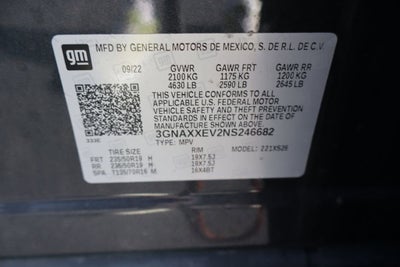 gm MFD BY GENERAL MOTORS DE MEXICO, S. DE R.L. DE C.V.
09/22 GVWR GAWR FRT GAWR RR
2100 KG 1175 KG 1200 KG
4630 LB 2590 LB 2645 LB
THIS VEHICLE CONFORMS TO ALL
APPLICABLE U.S. FEDERAL MOTOR
VEHICLE SAFETY AND THEFT PREVENTION
STANDARDS IN EFFECT ON THE DATE OF
MANUFACTURE SHOWN ABOVE.
3GNAXXEV2NS246682
TYPE: MPV
TIRE SIZE RIM MODEL: 221XS26
FRT 235/50R19 H 19X7.5J
RR 235/50R19 H 19X7.5J
SPA T135/70R16 M 16X4BT